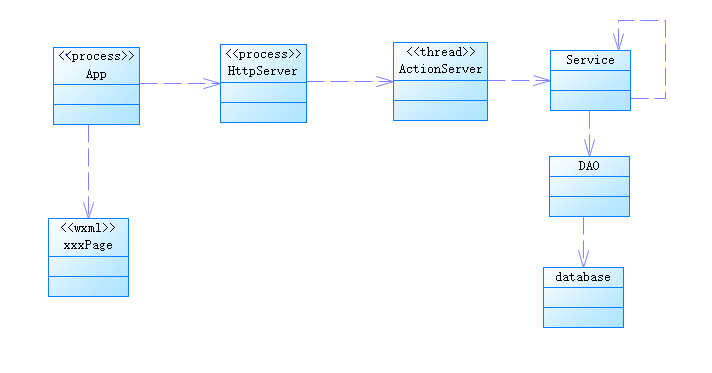 <<process>>
App
<<process>>
HttpServer
<<thread>>
ActionServer
Service
DAO
<<wxml>>
xxxPage
database